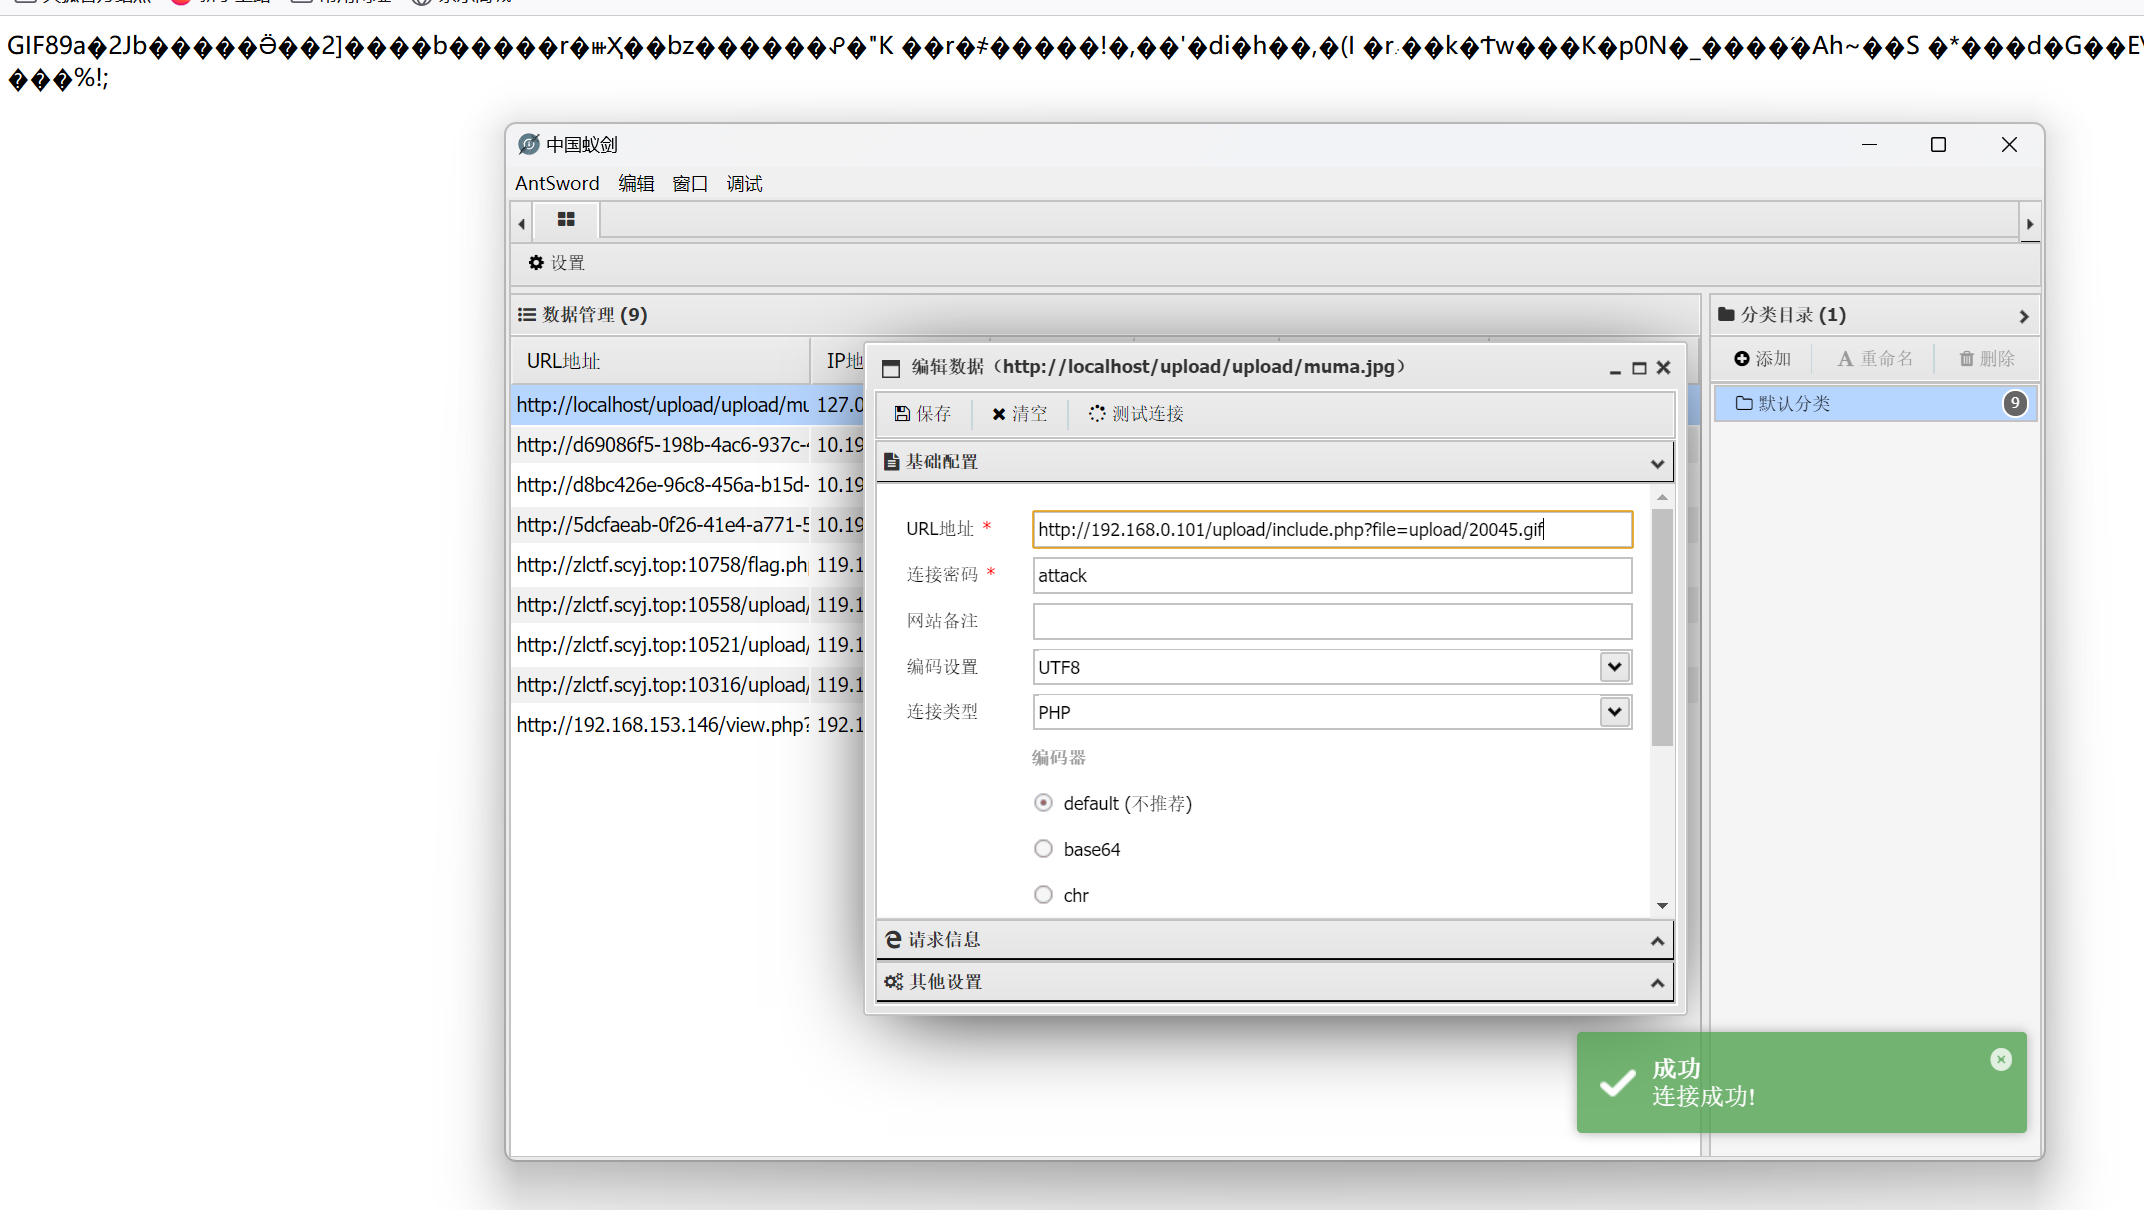 GIF89a�2Jb�����Ӫ��2]����b�����r�ᚔҲ��bz������
�"K ��r�
�����!�,��'�di�h��,�(I �r
��k�Ͳw���K�p0N�_�����Ah~��S �*���d�G��E
���%!;
中国蚁剑
AntSword 编辑 窗口 调试
设置
数据管理 (9)
分类目录 (1)
URL地址
IP地
添加
重命名
删除
默认分类
9
http://localhost/upload/upload/mu
127.0
http://d69086f5-198b-4ac6-937c-
10.19
http://d8bc426e-96c8-456a-b15d-
10.19
http://5dcfaeab-0f26-41e4-a771-5
10.19
http://zlctf.scyj.top:10758/flag.ph
119.1
http://zlctf.scyj.top:10558/upload/
119.1
http://zlctf.scyj.top:10521/upload/
119.1
http://zlctf.scyj.top:10316/upload/
119.1
http://192.168.153.146/view.php?
192.1
编辑数据（http://localhost/upload/upload/muma.jpg）
保存
清空
测试连接
基础配置
URL地址 *
http://192.168.0.101/upload/include.php?file=upload/20045.gif
连接密码 *
attack
网站备注
编码设置
UTF8
连接类型
PHP
编码器
default (不推荐)
base64
chr
请求信息
其他设置
成功
连接成功!